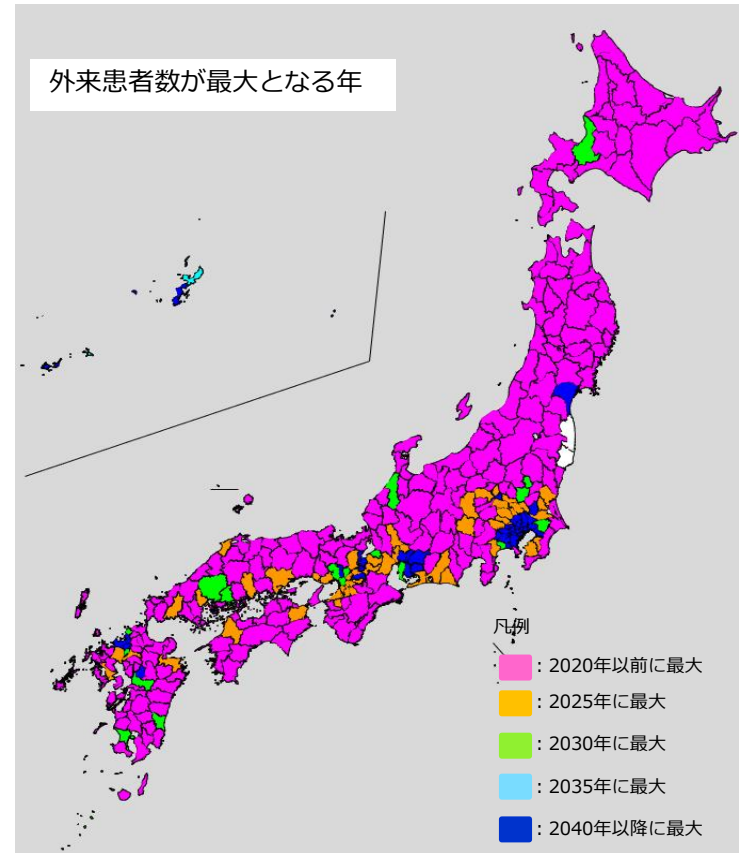 外来患者数が最大となる年
凡例
：2020年以前に最大
：2025年に最大
：2030年に最大
：2035年に最大
：2040年以降に最大